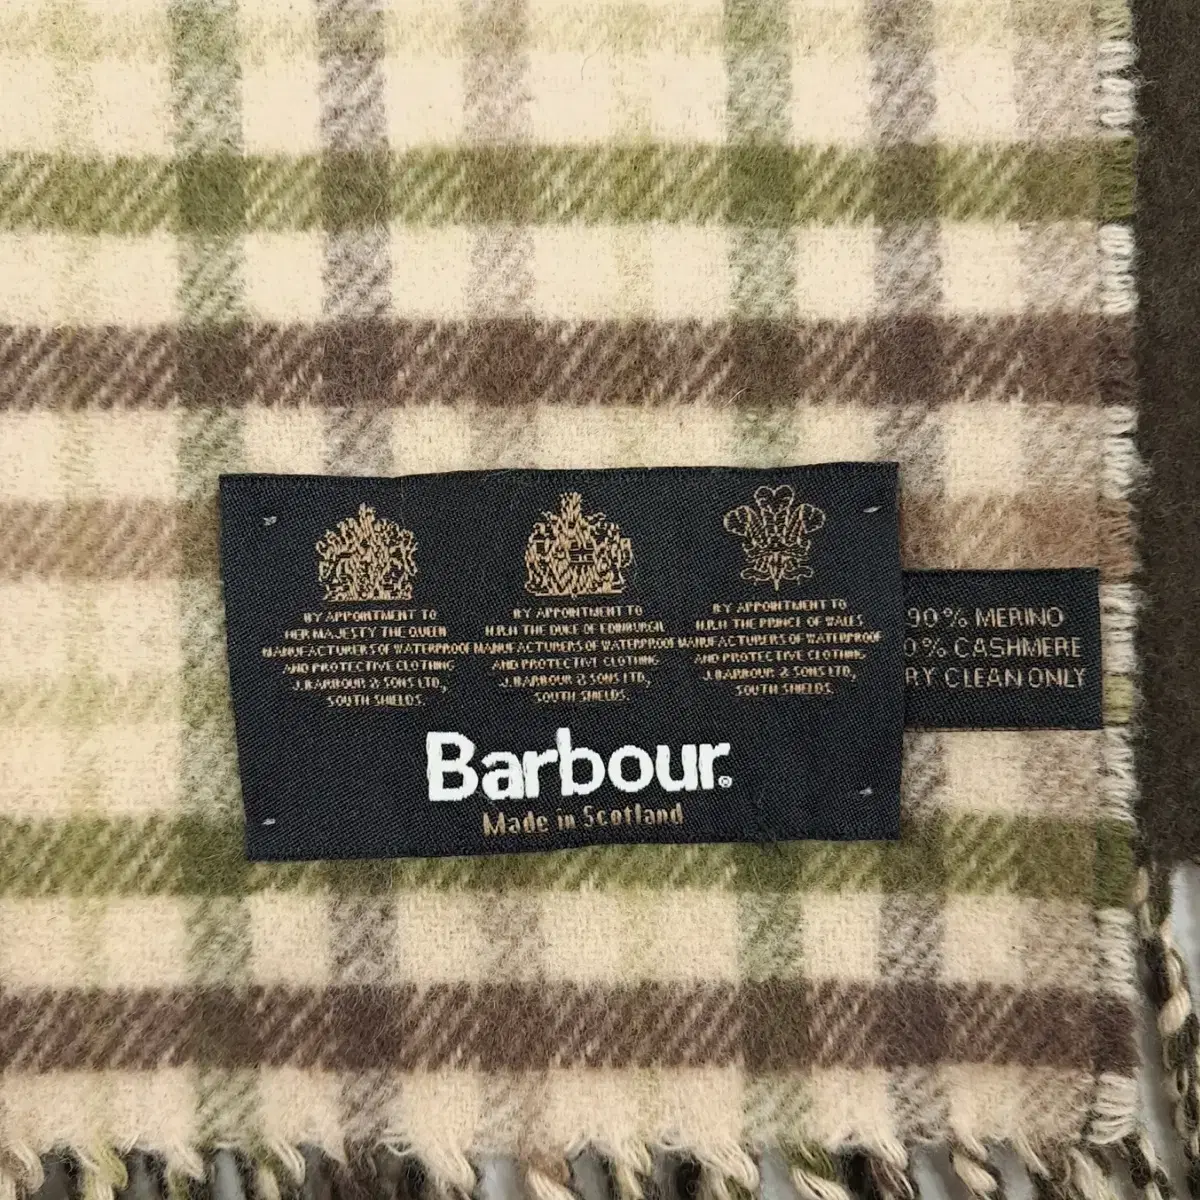 BY APPOINTMENT TO
HER MAJESTY THE QUEEN
MANUFACTURERS OF WATERPROOF
AND PROTECTIVE CLOTHING
J. BARBOUR & SONS LTD,
SOUTH SHIELDS.
BY APPOINTMENT TO
H.R.H THE DUKE OF EDINBURGH
MANUFACTURERS OF WATERPROOF
AND PROTECTIVE CLOTHING
J. BARBOUR & SONS LTD,
SOUTH SHIELDS.
BY APPOINTMENT TO
H.R.H THE PRINCE OF WALES
MANUFACTURERS OF WATERPROOF
AND PROTECTIVE CLOTHING
J. BARBOUR & SONS LTD,
SOUTH SHIELDS.
Barbour®
Made in Scotland
90% MERINO
0% CASHMERE
RY CLEAN ONLY